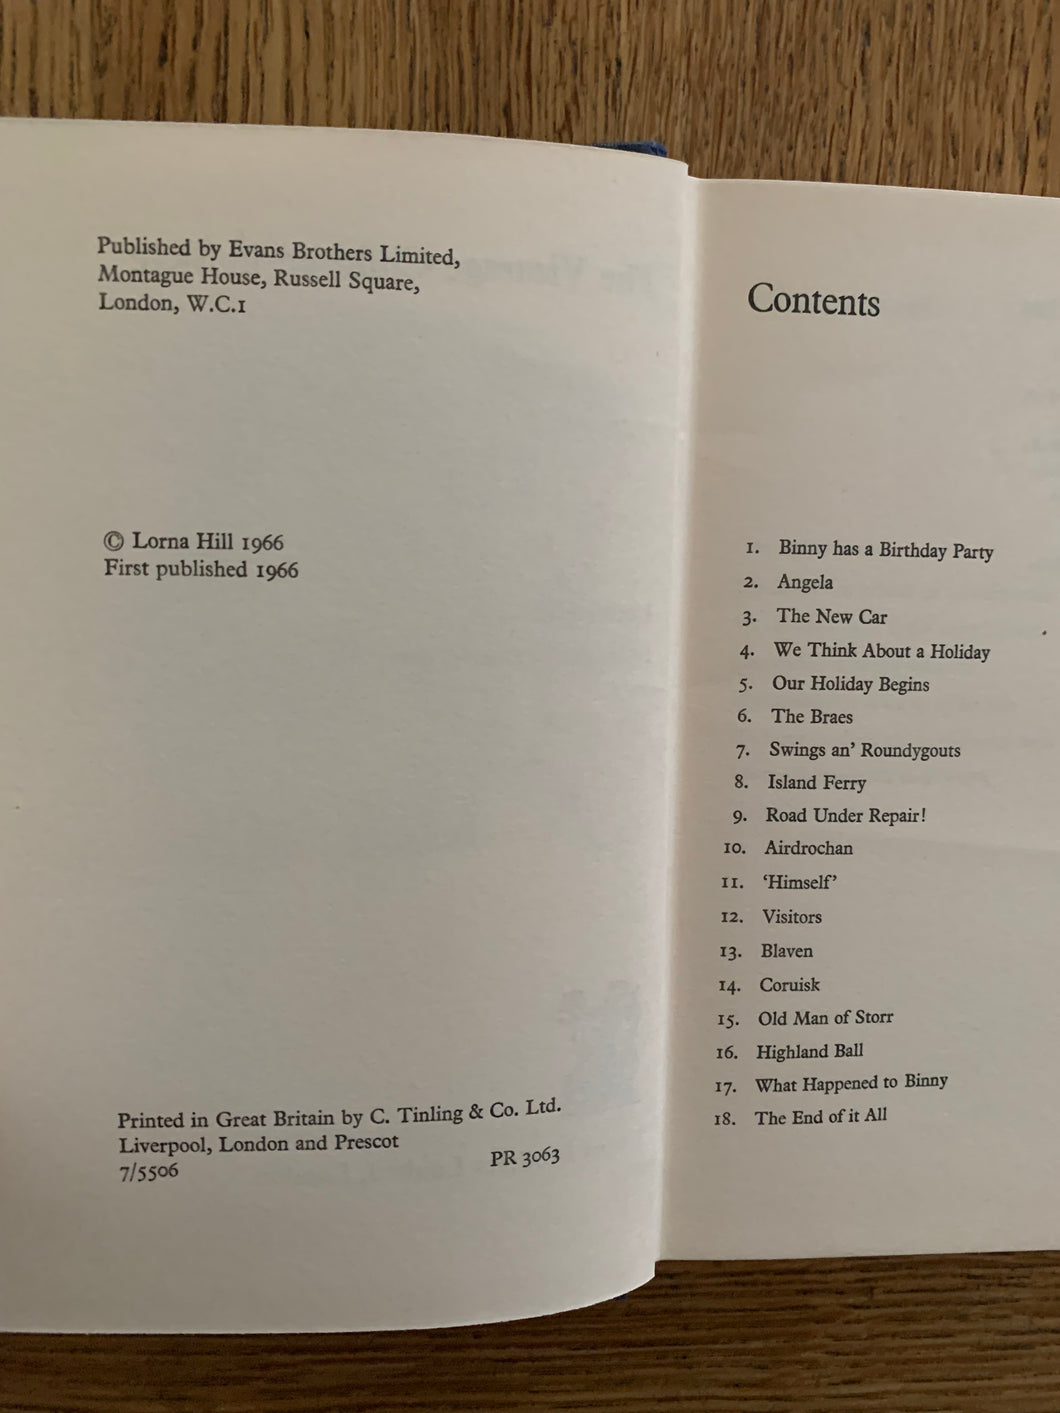 Published by Evans Brothers Limited,
Montague House, Russell Square,
London, W.C.1
© Lorna Hill 1966
First published 1966
Printed in Great Britain by C. Tinling & Co. Ltd.
Liverpool, London and Prescot
7/5506 PR 3063
Contents
1. Binny has a Birthday Party
2. Angela
3. The New Car
4. We Think About a Holiday
5. Our Holiday Begins
6. The Braes
7. Swings an’ Roundygouts
8. Island Ferry
9. Road Under Repair!
10. Airdrochan
11. ‘Himself’
12. Visitors
13. Blaven
14. Coruisk
15. Old Man of Storr
16. Highland Ball
17. What Happened to Binny
18. The End of it All